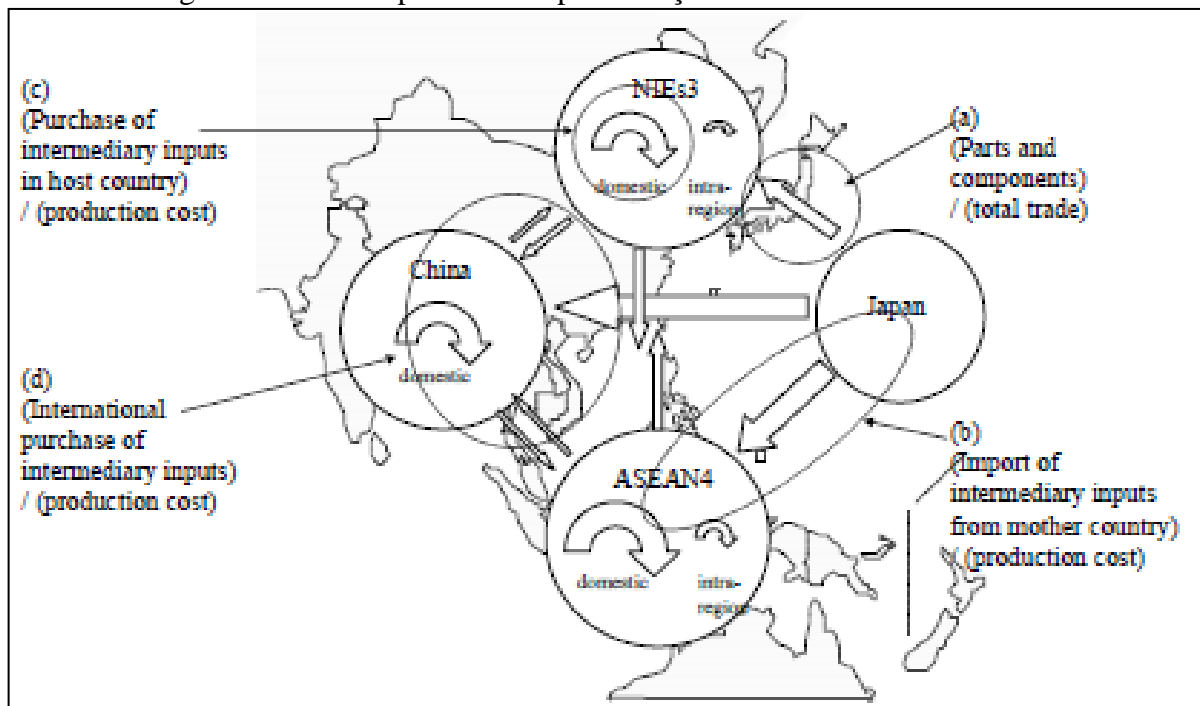 (c)
(Purchase of
intermediary inputs
in host country)
/ (production cost)
NIEs3
domestic
intra-
region
(a)
(Parts and
components)
/ (total trade)
China
domestic
Japan
(d)
(International
purchase of
intermediary inputs)
/ (production cost)
ASEAN4
domestic
intra-
region
(b)
(Import of
intermediary inputs
from mother country)
/ (production cost)